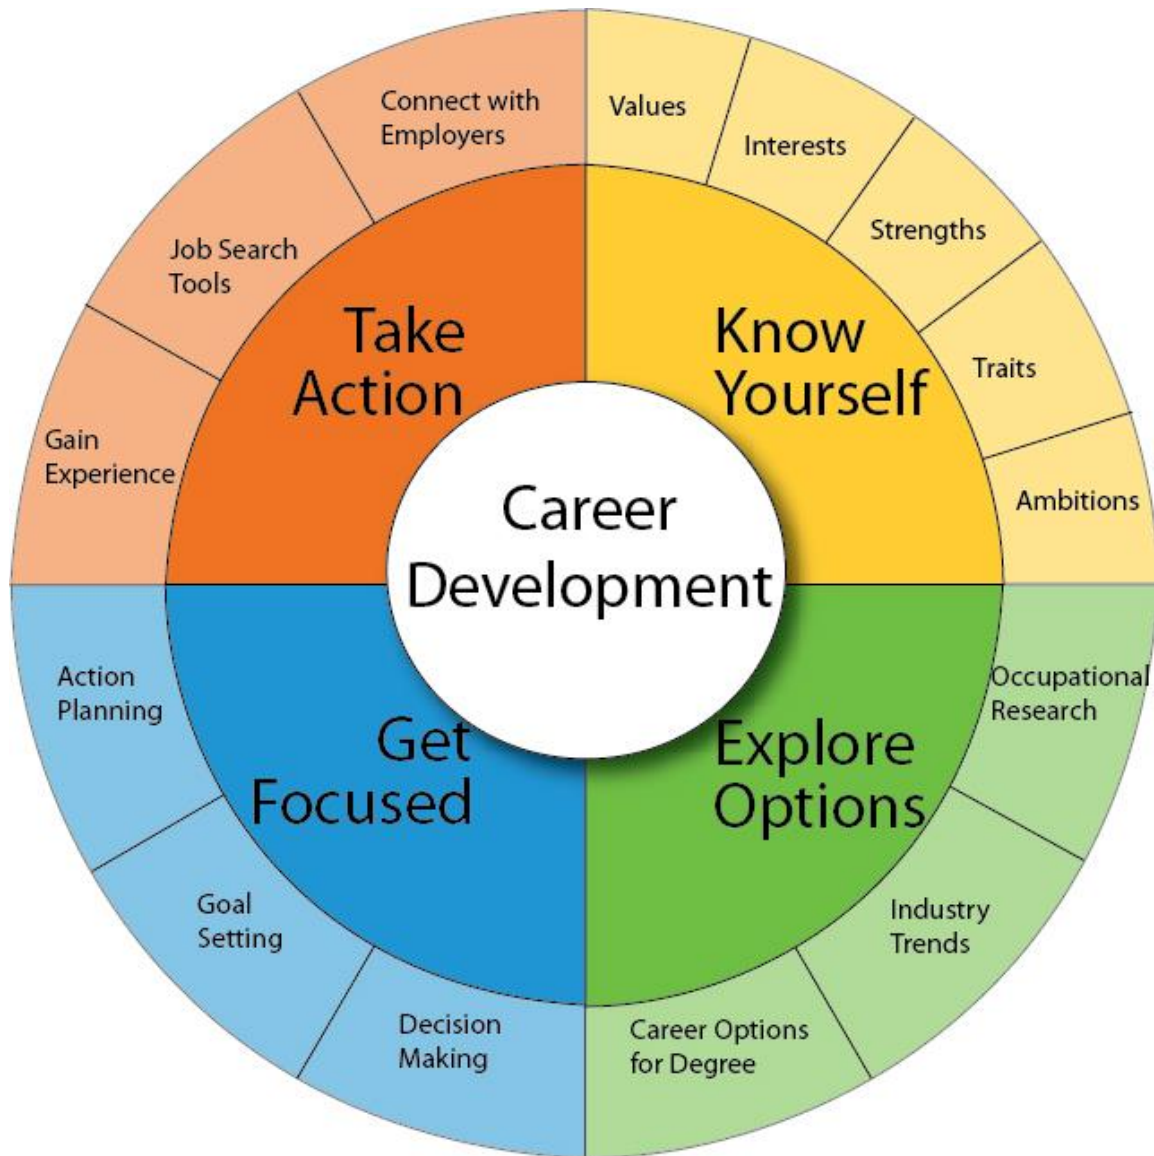 Career
Development
Know
Yourself
Values
Interests
Strengths
Traits
Ambitions
Explore
Options
Occupational
Research
Industry
Trends
Career Options
for Degree
Get
Focused
Decision
Making
Goal
Setting
Action
Planning
Take
Action
Gain
Experience
Job Search
Tools
Connect with
Employers